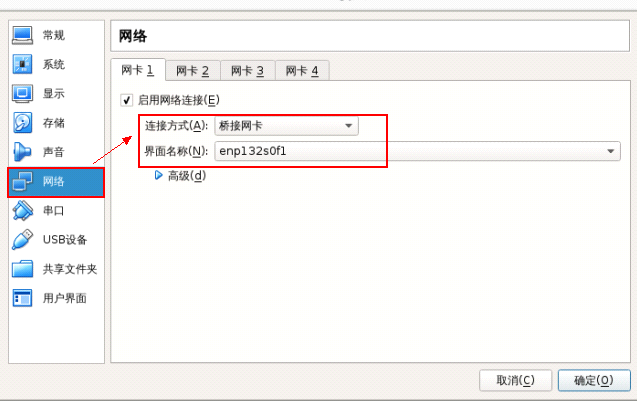 常规
系统
显示
存储
声音
网络
串口
USB设备
共享文件夹
用户界面
网络
网卡 1 网卡 2 网卡 3 网卡 4
启用网络连接(E)
连接方式(A): 桥接网卡
界面名称(N): enp132s0f1
高级(d)
取消(C) 确定(O)